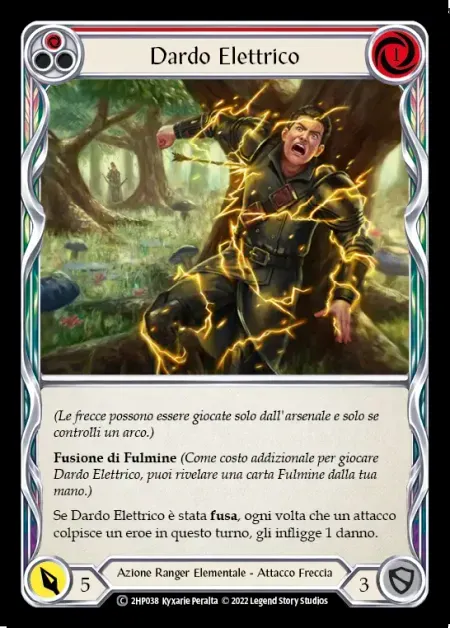 Dardo Elettrico
1
(Le frecce possono essere giocate solo dall'arsenale e solo se
controlli un arco.)
Fusione di Fulmine (Come costo addizionale per giocare
Dardo Elettrico, puoi rivelare una carta Fulmine dalla tua
mano.)
Se Dardo Elettrico è stata fusa, ogni volta che un attacco
colpisce un eroe in questo turno, gli infligge 1 danno.
5
Azione Ranger Elementale - Attacco Freccia
3
C 2HP038 Kyxarie Peralta © 2022 Legend Story Studios